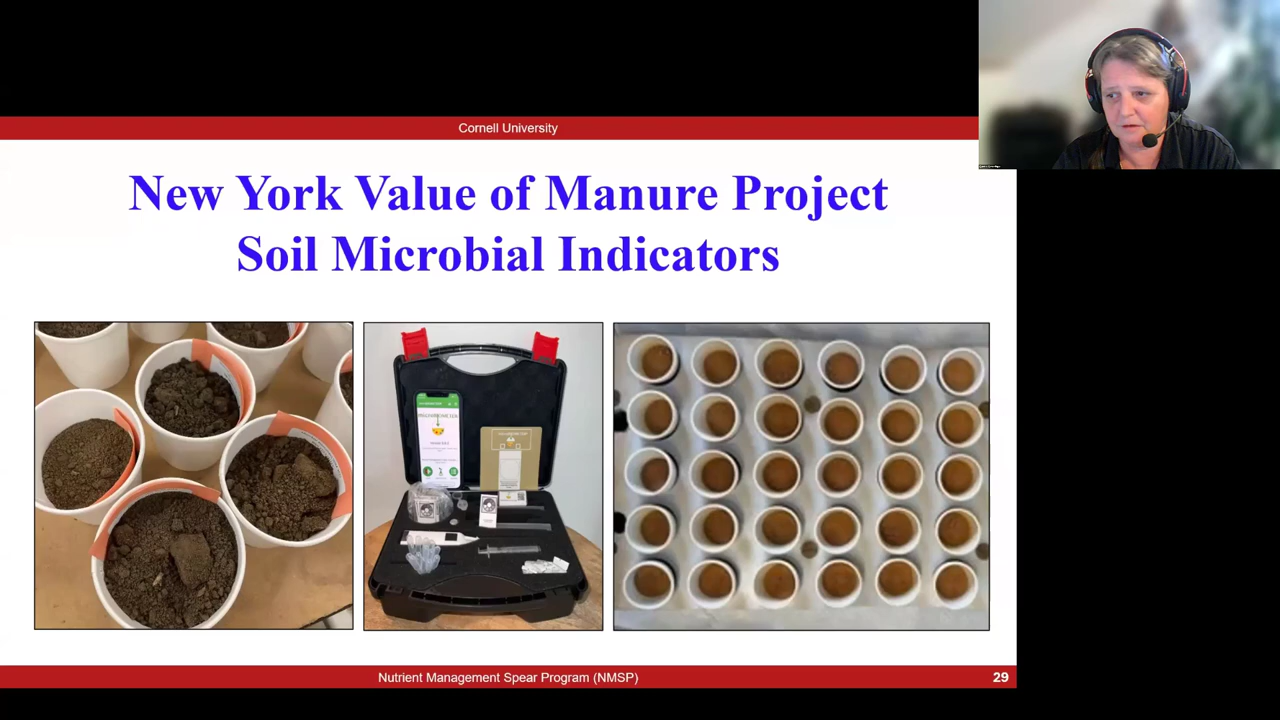 Cornell University
New York Value of Manure Project
Soil Microbial Indicators
Nutrient Management Spear Program (NMSP)
29